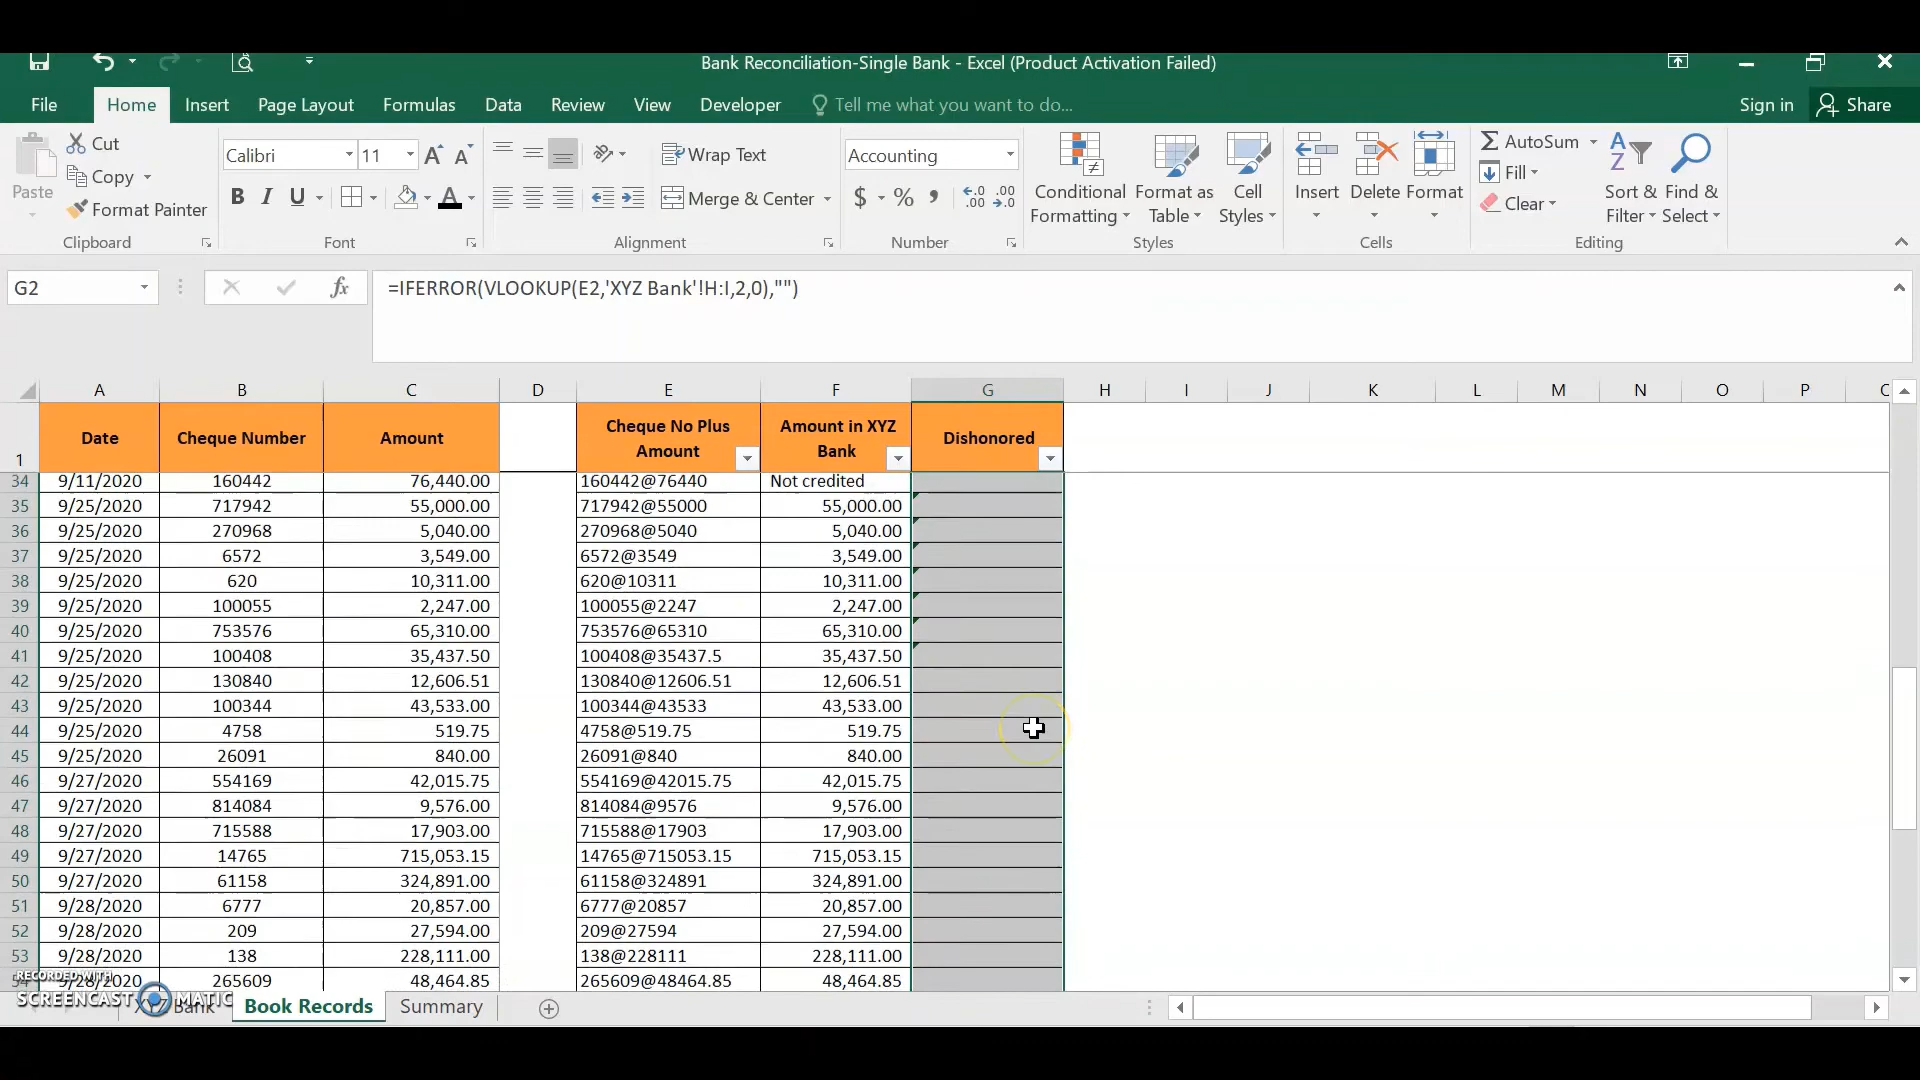 Bank Reconciliation-Single Bank - Excel (Product Activation Failed)
File Home Insert Page Layout Formulas Data Review View Developer Tell me what you want to do... Sign in Share
Paste Cut Copy Format Painter
Calibri 11 B I U
Wrap Text Merge & Center
Accounting $ % ,
Conditional Formatting Format as Table Cell Styles
Insert Delete Format
AutoSum Fill Clear Sort & Filter Find & Select
Clipboard Font Alignment Number Styles Cells Editing
G2 fx =IFERROR(VLOOKUP(E2,'XYZ Bank'!H:I,2,0),"")
A B C D E F G H I J K L M N O P
1 Date Cheque Number Amount Cheque No Plus Amount Amount in XYZ Bank Dishonored
34 9/11/2020 160442 76,440.00 160442@76440 Not credited
35 9/25/2020 717942 55,000.00 717942@55000 55,000.00
36 9/25/2020 270968 5,040.00 270968@5040 5,040.00
37 9/25/2020 6572 3,549.00 6572@3549 3,549.00
38 9/25/2020 620 10,311.00 620@10311 10,311.00
39 9/25/2020 100055 2,247.00 100055@2247 2,247.00
40 9/25/2020 753576 65,310.00 753576@65310 65,310.00
41 9/25/2020 100408 35,437.50 100408@35437.5 35,437.50
42 9/25/2020 130840 12,606.51 130840@12606.51 12,606.51
43 9/25/2020 100344 43,533.00 100344@43533 43,533.00
44 9/25/2020 4758 519.75 4758@519.75 519.75
45 9/25/2020 26091 840.00 26091@840 840.00
46 9/27/2020 554169 42,015.75 554169@42015.75 42,015.75
47 9/27/2020 814084 9,576.00 814084@9576 9,576.00
48 9/27/2020 715588 17,903.00 715588@17903 17,903.00
49 9/27/2020 14765 715,053.15 14765@715053.15 715,053.15
50 9/27/2020 61158 324,891.00 61158@324891 324,891.00
51 9/28/2020 6777 20,857.00 6777@20857 20,857.00
52 9/28/2020 209 27,594.00 209@27594 27,594.00
53 9/28/2020 138 228,111.00 138@228111 228,111.00
54 9/28/2020 265609 48,464.85 265609@48464.85 48,464.85
RECORDED WITH
SCREENCAST MATIC
XYZ Bank Book Records Summary